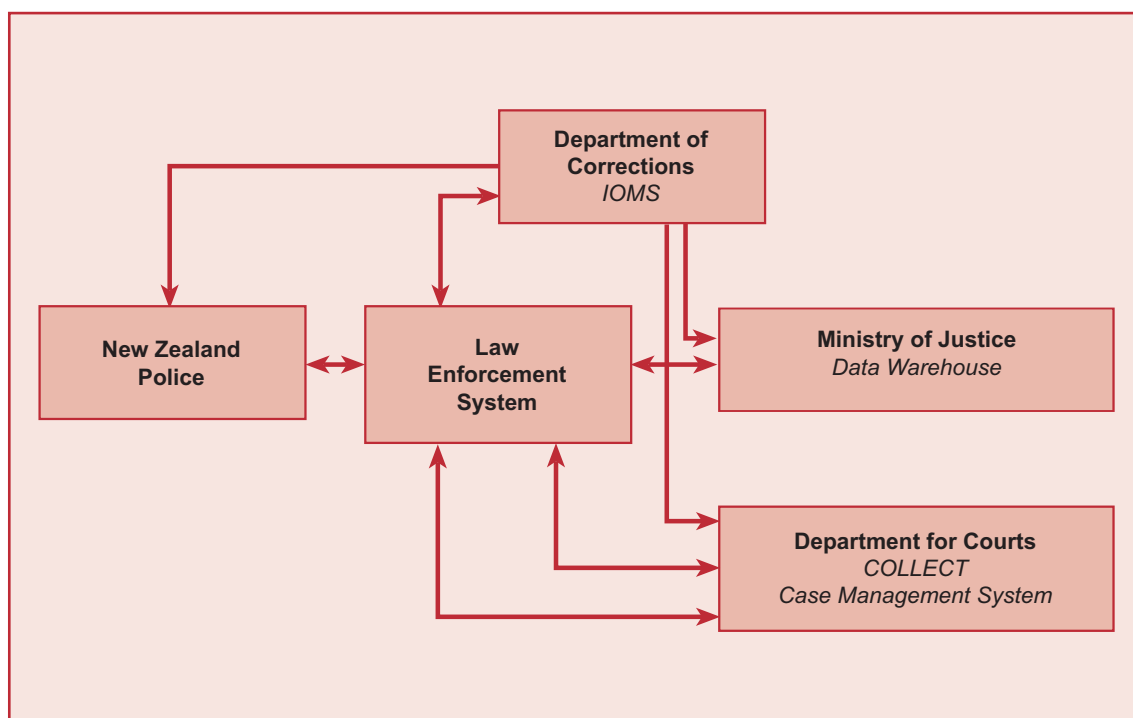 Department of
Corrections
IOMS
New Zealand
Police
Law
Enforcement
System
Ministry of Justice
Data Warehouse
Department for Courts
COLLECT
Case Management System